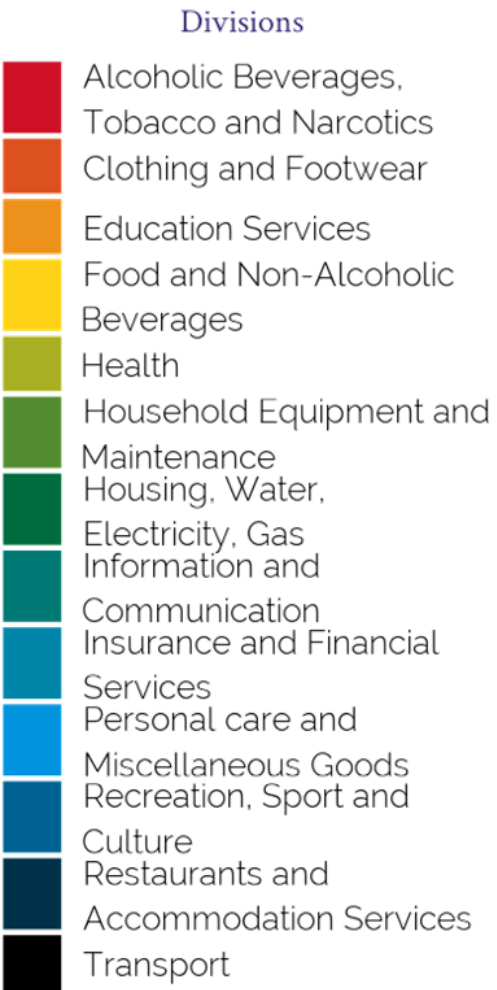 Divisions
Alcoholic Beverages,
Tobacco and Narcotics
Clothing and Footwear
Education Services
Food and Non-Alcoholic
Beverages
Health
Household Equipment and
Maintenance
Housing, Water,
Electricity, Gas
Information and
Communication
Insurance and Financial
Services
Personal care and
Miscellaneous Goods
Recreation, Sport and
Culture
Restaurants and
Accommodation Services
Transport